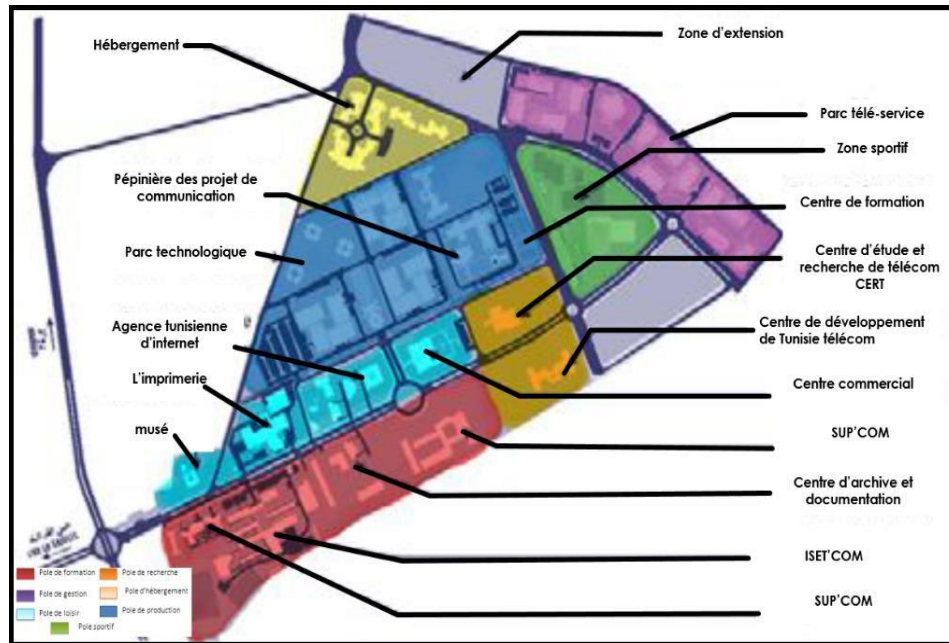 Hébergement
Zone d'extension
Parc télé-service
Zone sportif
Pépinière des projet de
communication
Centre de formation
Parc technologique
Centre d'étude et
recherche de télécom
CERT
Agence tunisienne
d'internet
Centre de développement
de Tunisie télécom
L'imprimerie
Centre commercial
musé
SUP'COM
Centre d'archive et
documentation
ISET'COM
SUP'COM
Pole de formation
Pole de recherche
Pole de gestion
Pole d'hébergement
Pole de loisir
Pole de production
Pole sportif